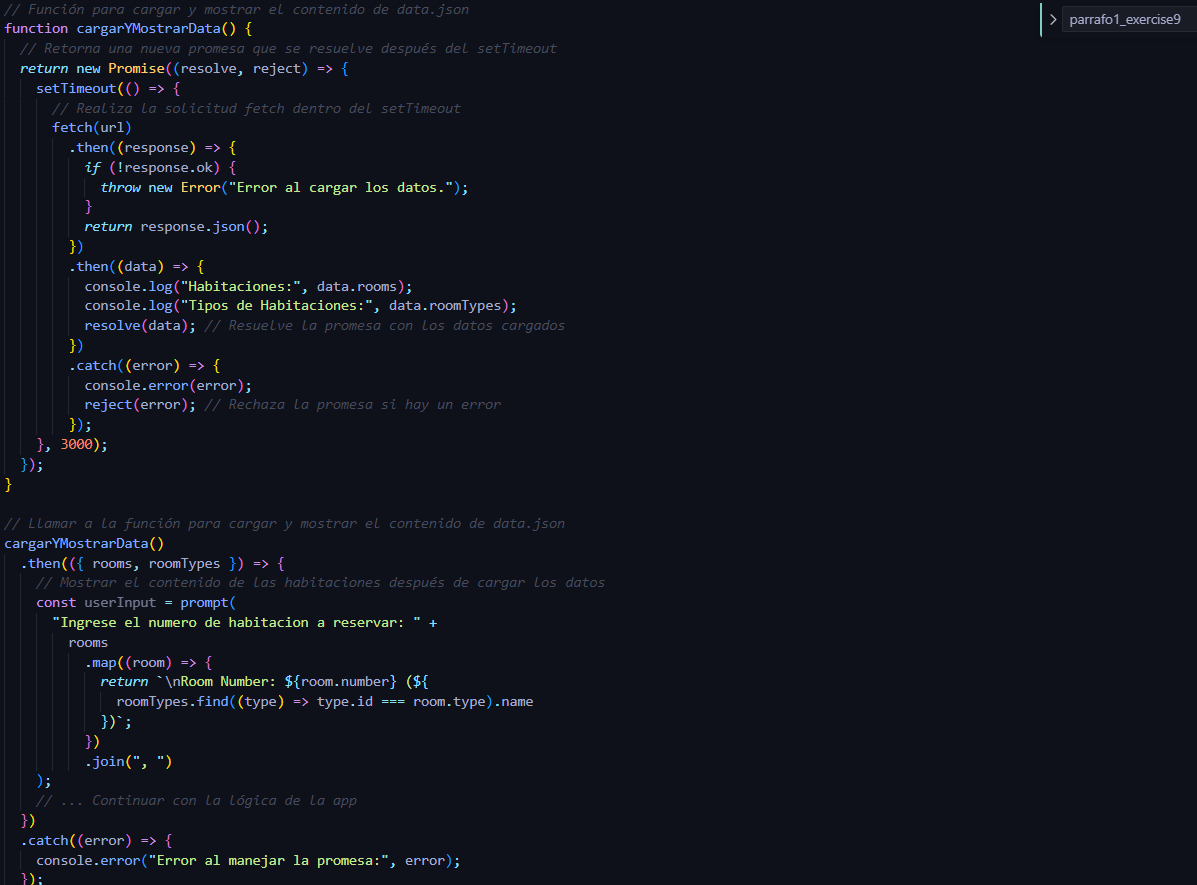 // Función para cargar y mostrar el contenido de data.json
function cargarYMostrarData() {
  // Retorna una nueva promesa que se resuelve después del setTimeout
  return new Promise((resolve, reject) => {
    setTimeout(() => {
      // Realiza la solicitud fetch dentro del setTimeout
      fetch(url)
        .then((response) => {
          if (!response.ok) {
            throw new Error("Error al cargar los datos.");
          }
          return response.json();
        })
        .then((data) => {
          console.log("Habitaciones:", data.rooms);
          console.log("Tipos de Habitaciones:", data.roomTypes);
          resolve(data); // Resuelve la promesa con los datos cargados
        })
        .catch((error) => {
          console.error(error);
          reject(error); // Rechaza la promesa si hay un error
        });
    }, 3000);
  });
}

// Llamar a la función para cargar y mostrar el contenido de data.json
cargarYMostrarData()
  .then(({ rooms, roomTypes }) => {
    // Mostrar el contenido de las habitaciones después de cargar los datos
    const userInput = prompt(
      "Ingrese el numero de habitacion a reservar: " +
        rooms
          .map((room) => {
            return `\nRoom Number: ${room.number} (${
              roomTypes.find((type) => type.id === room.type).name
            })`;
          })
          .join(", ")
    );
    // ... Continuar con la lógica de la app
  })
  .catch((error) => {
    console.error("Error al manejar la promesa:", error);
  });
parrafo1_exercise9